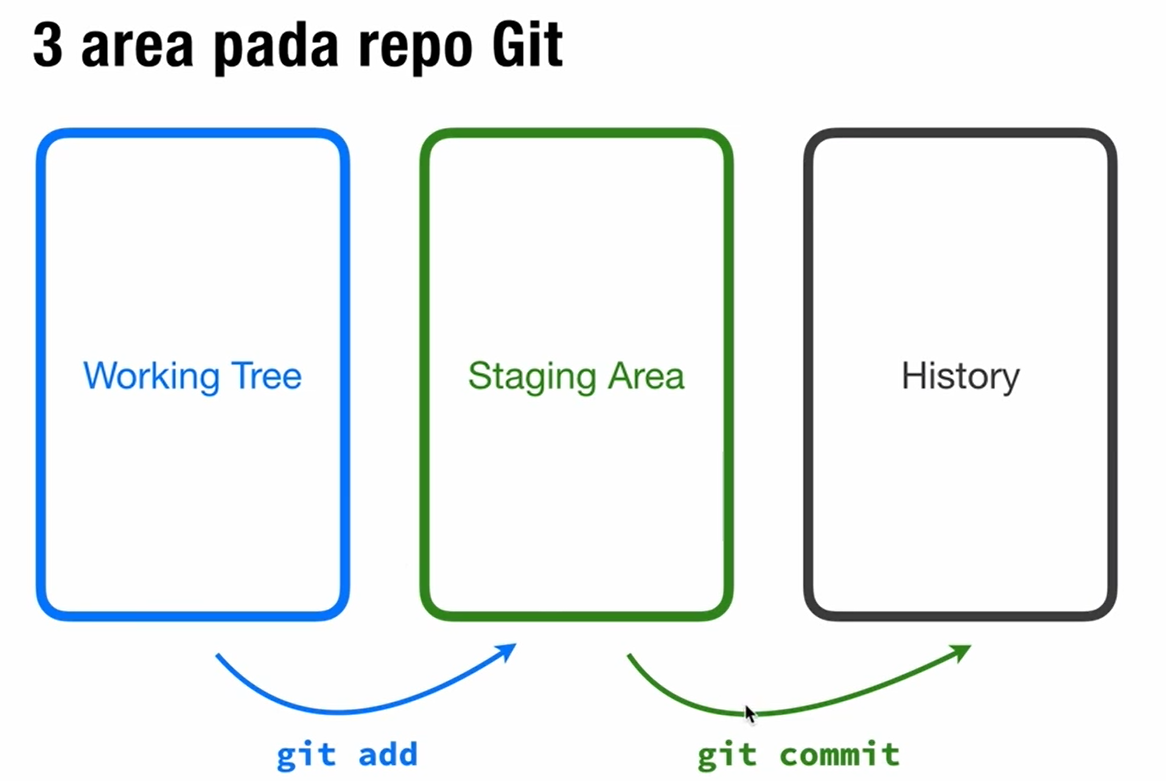 3 area pada repo Git
Working Tree
Staging Area
History
git add
git commit